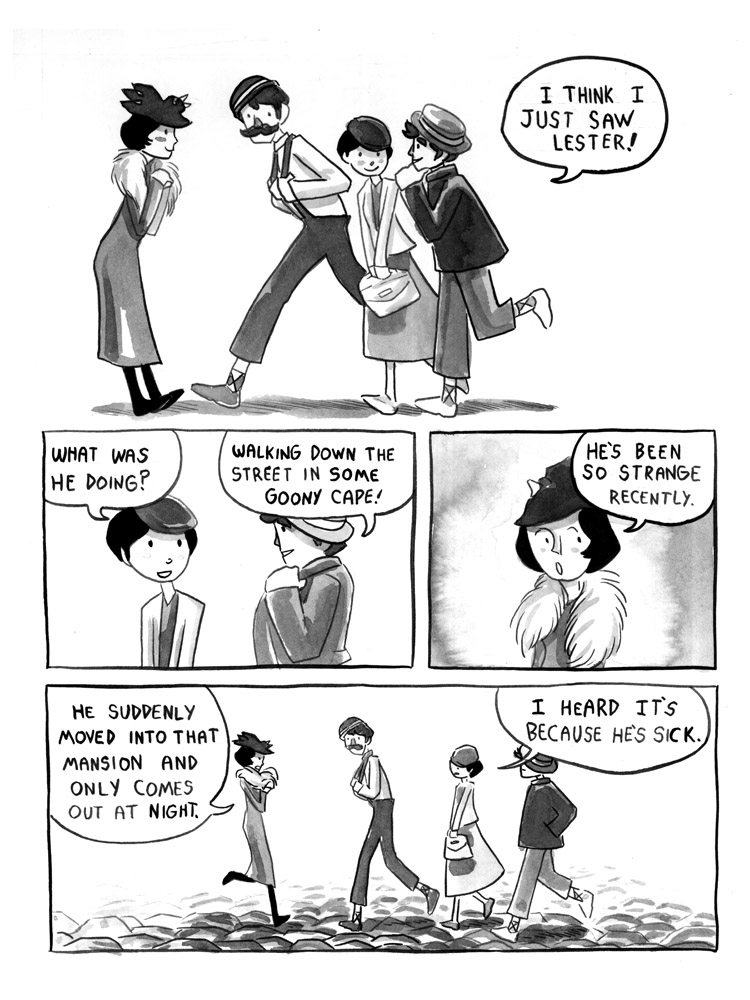 I THINK I
JUST SAW
LESTER!
WHAT WAS
HE DOING?
WALKING DOWN THE
STREET IN SOME
GOONY CAPE!
HE'S BEEN
SO STRANGE
RECENTLY.
HE SUDDENLY
MOVED INTO THAT
MANSION AND
ONLY COMES
OUT AT NIGHT.
I HEARD IT'S
BECAUSE HE'S SICK.